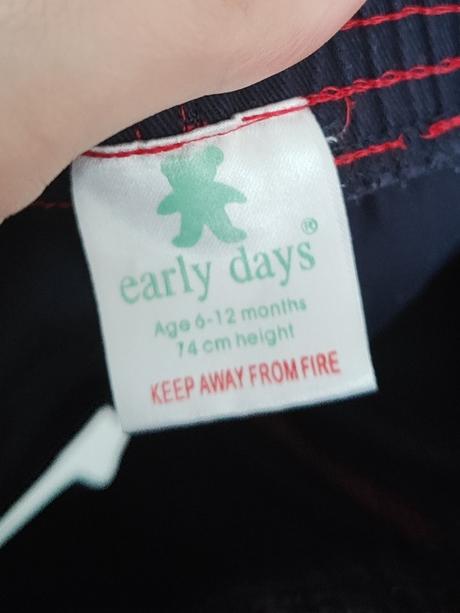 early days®
Age 6-12 months
74 cm height
KEEP AWAY FROM FIRE